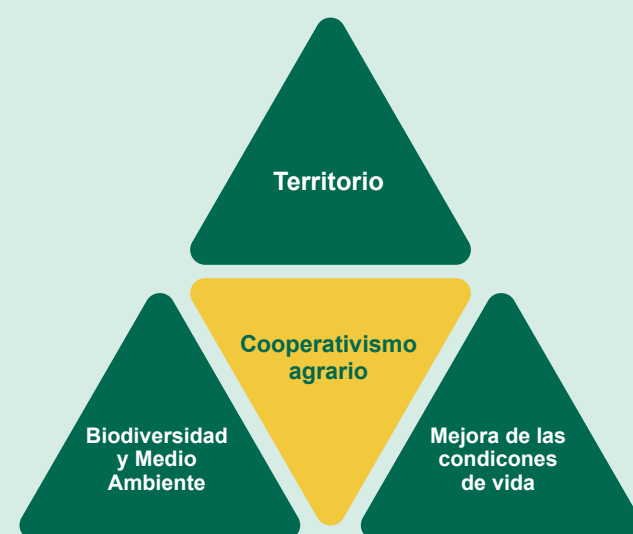 Territorio
Cooperativismo
agrario
Biodiversidad
y Medio
Ambiente
Mejora de las
condicones
de vida